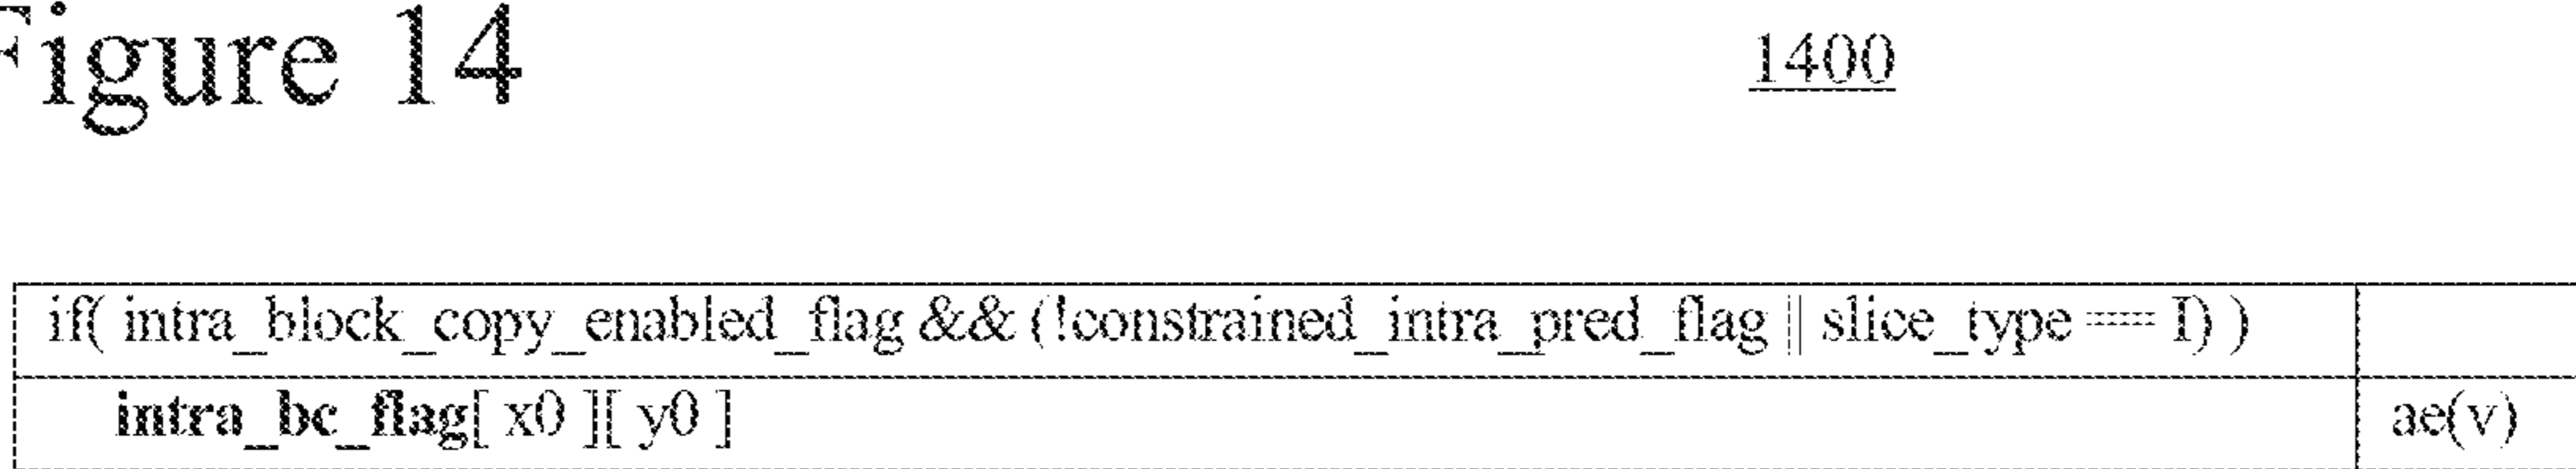 Figure 14
1400
if( intra_block_copy_enabled_flag && (!constrained_intra_pred_flag || slice_type == I) )
intra_bc_flag[ x0 ][ y0 ]
ae(v)